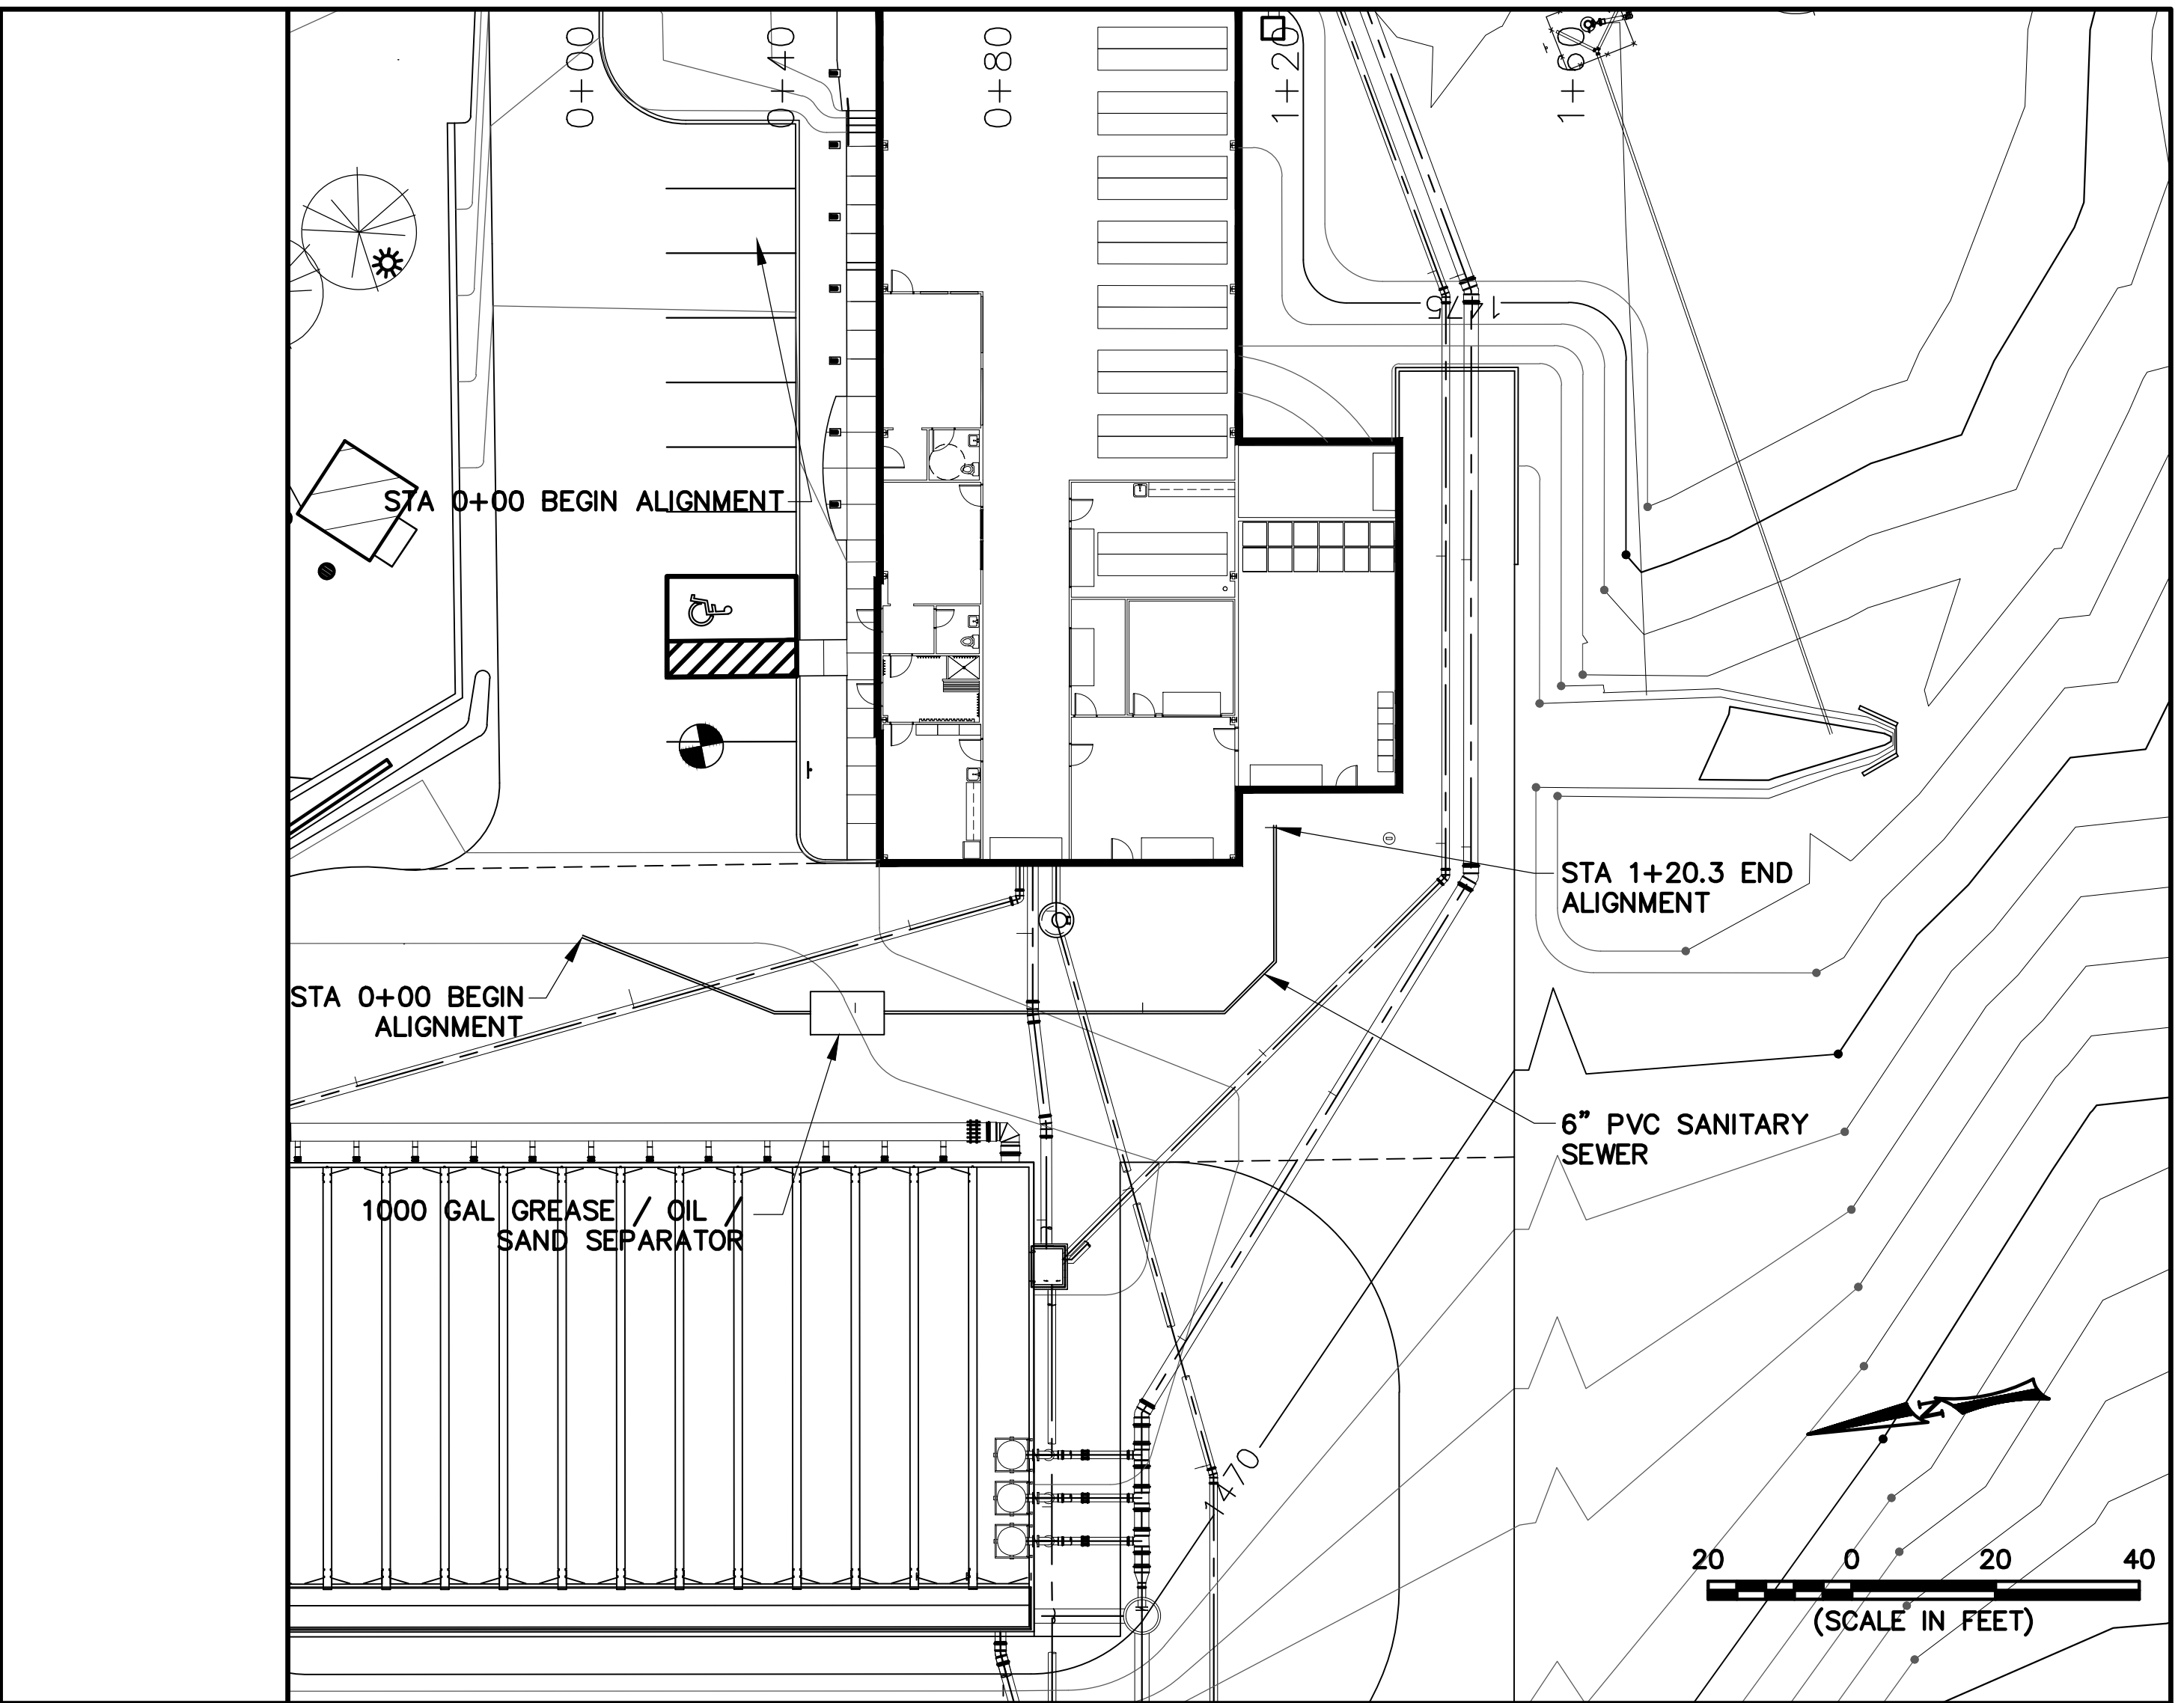 0+00
0+40
0+80
1+20
1+60
1475
STA 0+00 BEGIN ALIGNMENT
STA 1+20.3 END
ALIGNMENT
STA 0+00 BEGIN
ALIGNMENT
6" PVC SANITARY
SEWER
1000 GAL GREASE / OIL /
SAND SEPARATOR
N
1470
20 0 20 40
(SCALE IN FEET)